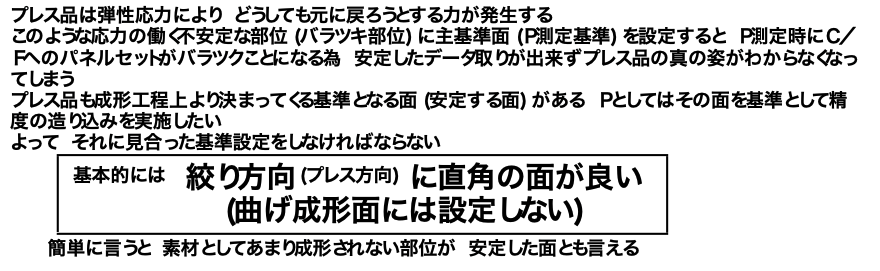 プレス品は弾性応力により　どうしても元に戻ろうとする力が発生する
このような応力の働く不安定な部位 (バラツキ部位) に主基準面 (P測定基準) を設定すると　P測定時にC／
Fへのパネルセットがバラツクことになる為　安定したデータ取りが出来ずプレス品の真の姿がわからなくなっ
てしまう
プレス品も成形工程上より決まってくる基準となる面 (安定する面) がある　Pとしてはその面を基準として精
度の造り込みを実施したい
よって　それに見合った基準設定をしなければならない
基本的には　絞り方向 (プレス方向) に直角の面が良い
(曲げ成形面には設定しない)
簡単に言うと 素材としてあまり成形されない部位が　安定した面とも言える